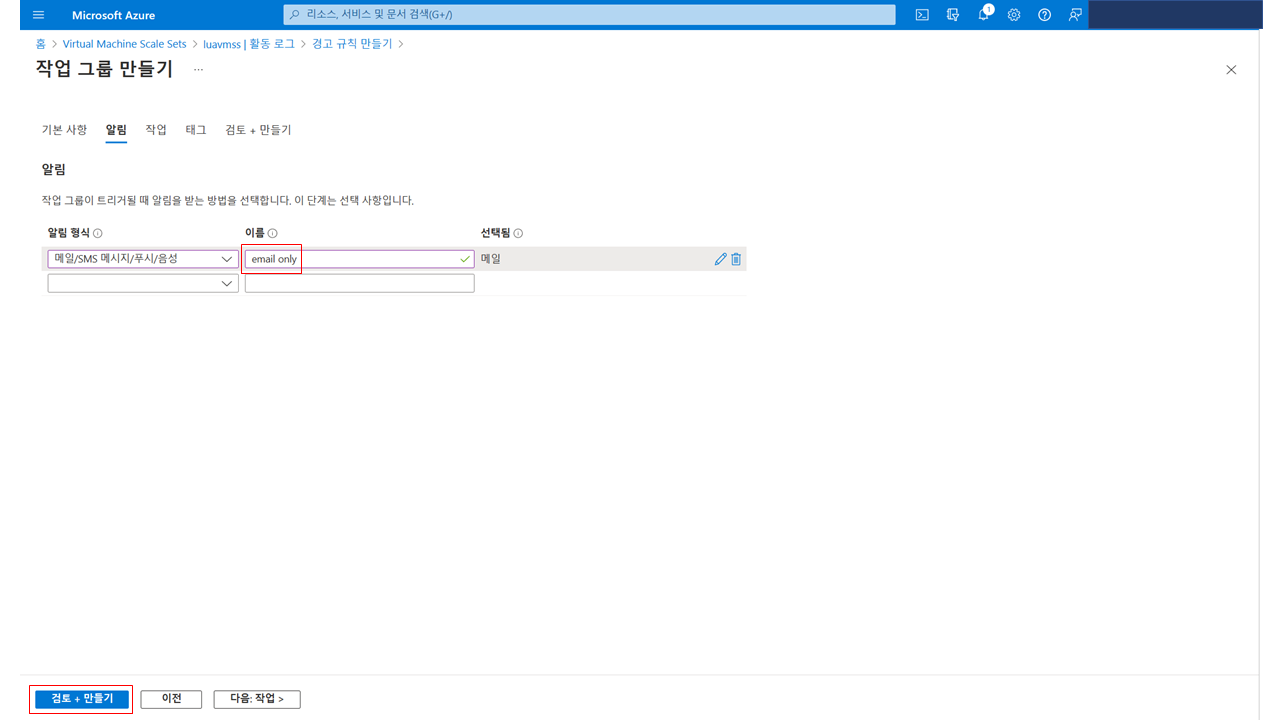 Microsoft Azure
리소스, 서비스 및 문서 검색(G+/)
1
홈 > Virtual Machine Scale Sets > luavmss | 활동 로그 > 경고 규칙 만들기 >
작업 그룹 만들기 ...
기본 사항 알림 작업 태그 검토 + 만들기
알림
작업 그룹이 트리거될 때 알림을 받는 방법을 선택합니다. 이 단계는 선택 사항입니다.
알림 형식 이름 선택됨
메일/SMS 메시지/푸시/음성 email only 메일
검토 + 만들기 이전 다음: 작업 >